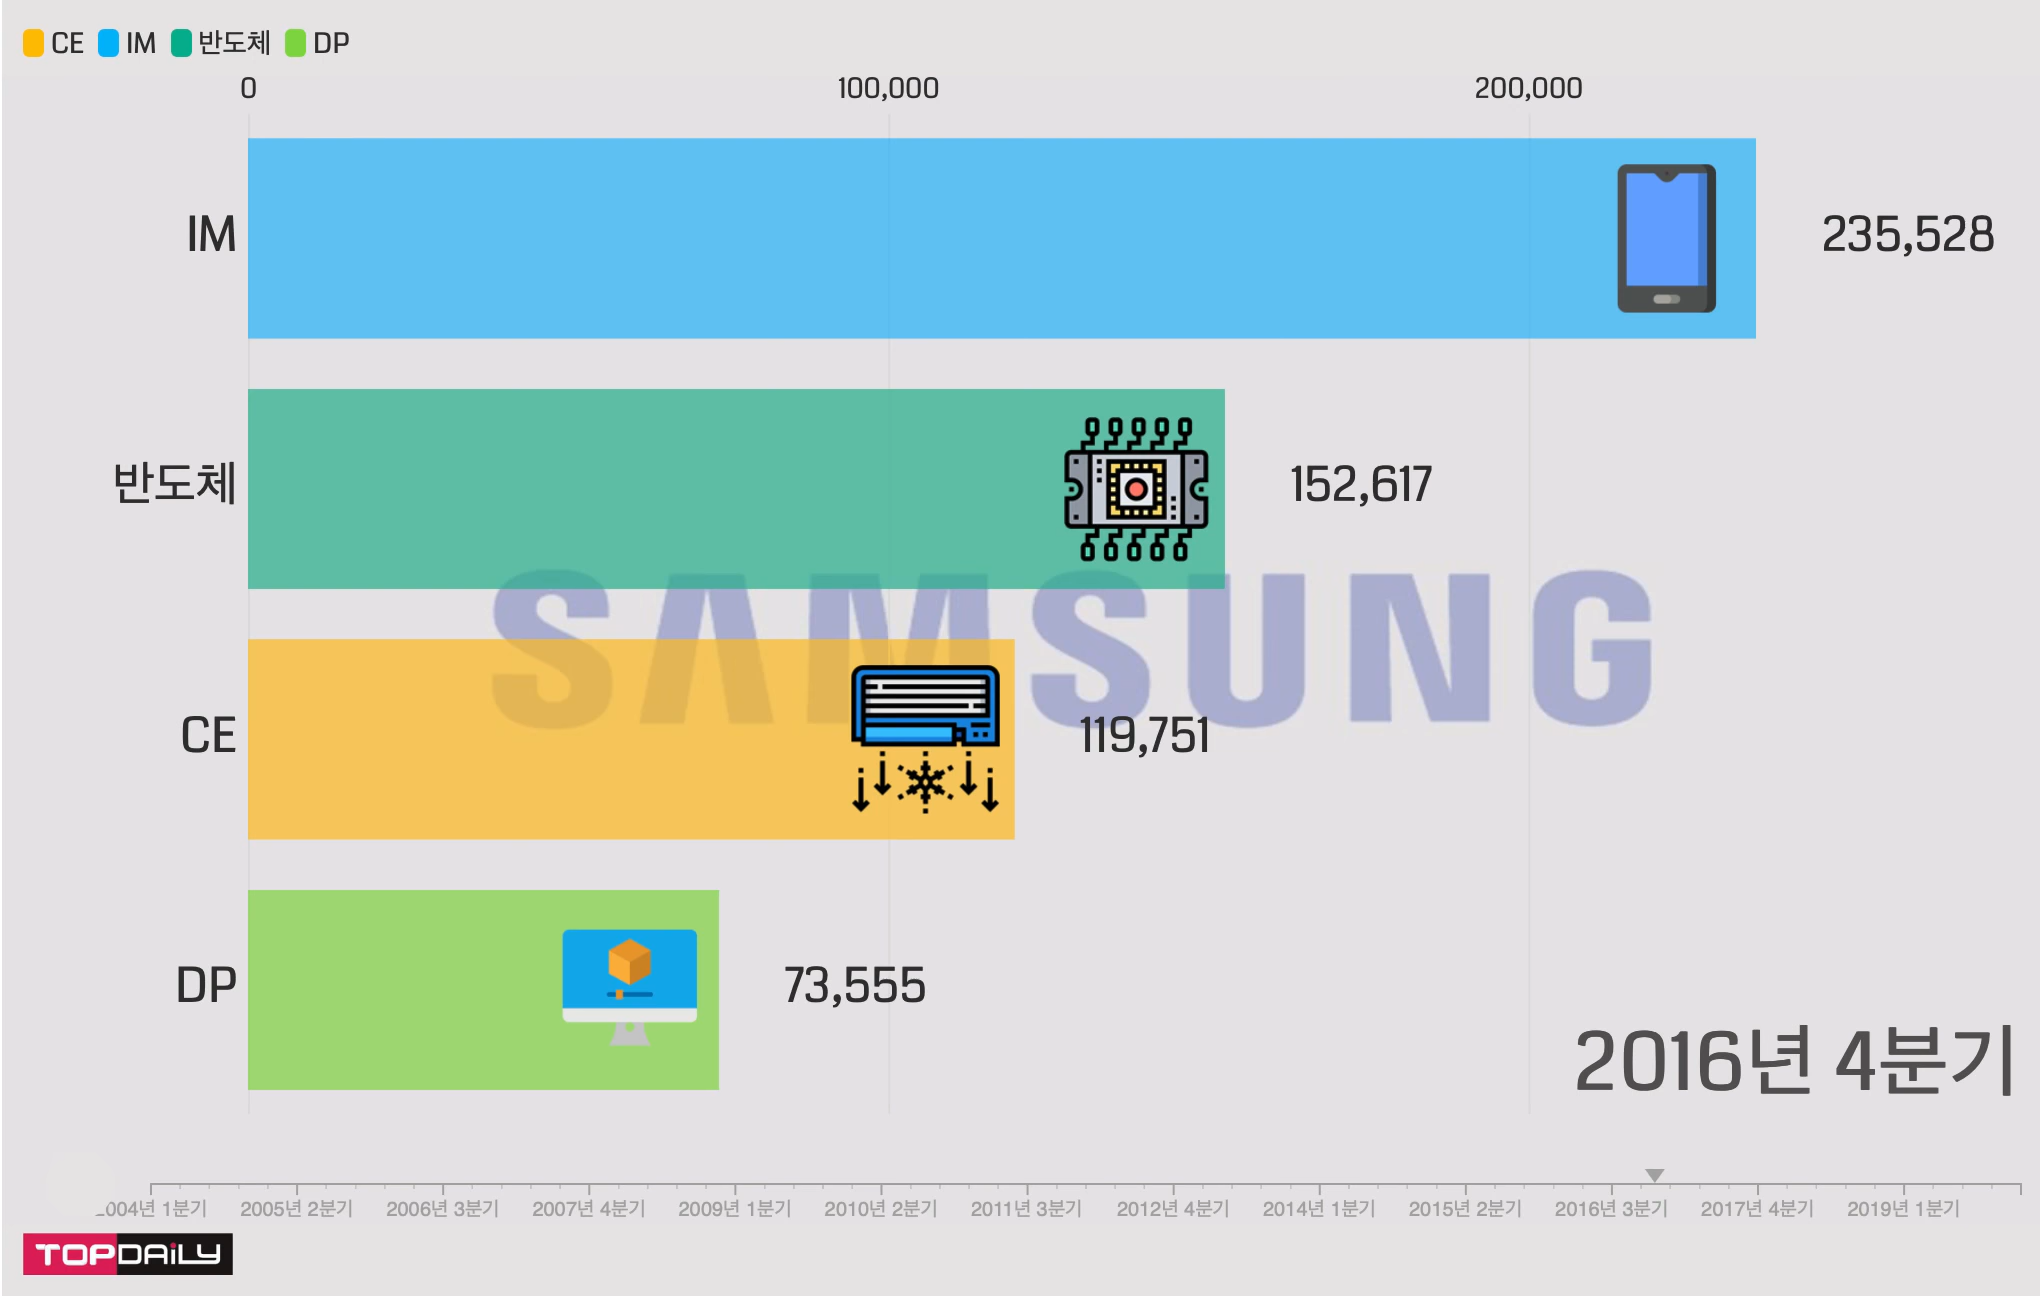 CE IM 반도체 DP
0 100,000 200,000
IM 235,528
반도체 152,617
SAMSUNG
CE 119,751
DP 73,555
2016년 4분기
004년 1분기 2005년 2분기 2006년 3분기 2007년 4분기 2009년 1분기 2010년 2분기 2011년 3분기 2012년 4분기 2014년 1분기 2015년 2분기 2016년 3분기 2017년 4분기 2019년 1분기
TOPDAiLY